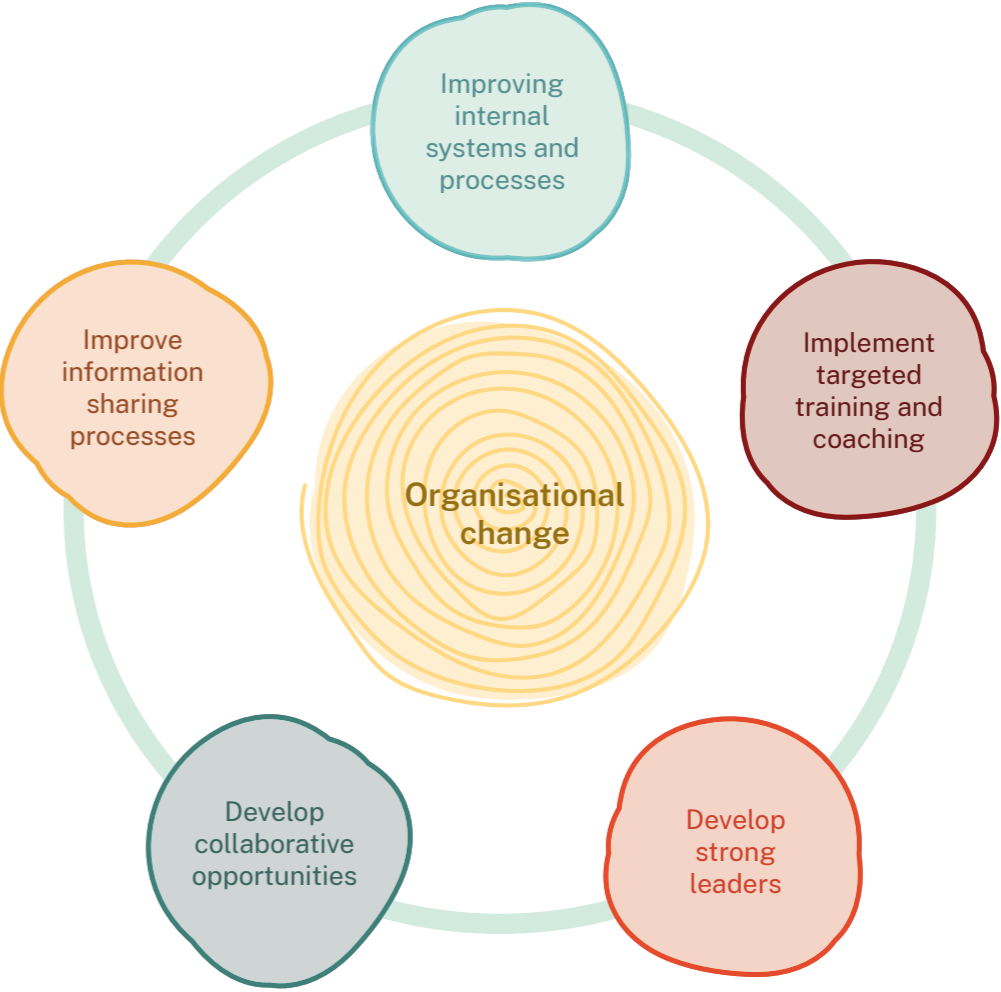 Improving
internal
systems and
processes
Implement
targeted
training and
coaching
Develop
strong
leaders
Develop
collaborative
opportunities
Improve
information
sharing
processes
Organisational
change